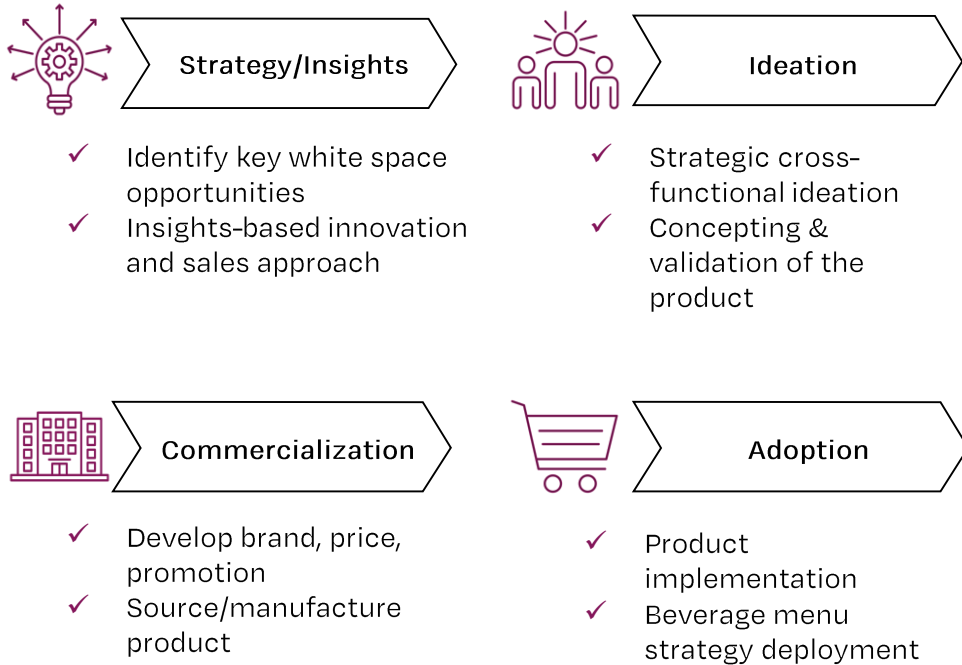 Strategy/Insights
Identify key white space
opportunities
Insights-based innovation
and sales approach
Ideation
Strategic cross-
functional ideation
Concepting &
validation of the
product
Commercialization
Develop brand, price,
promotion
Source/manufacture
product
Adoption
Product
implementation
Beverage menu
strategy deployment